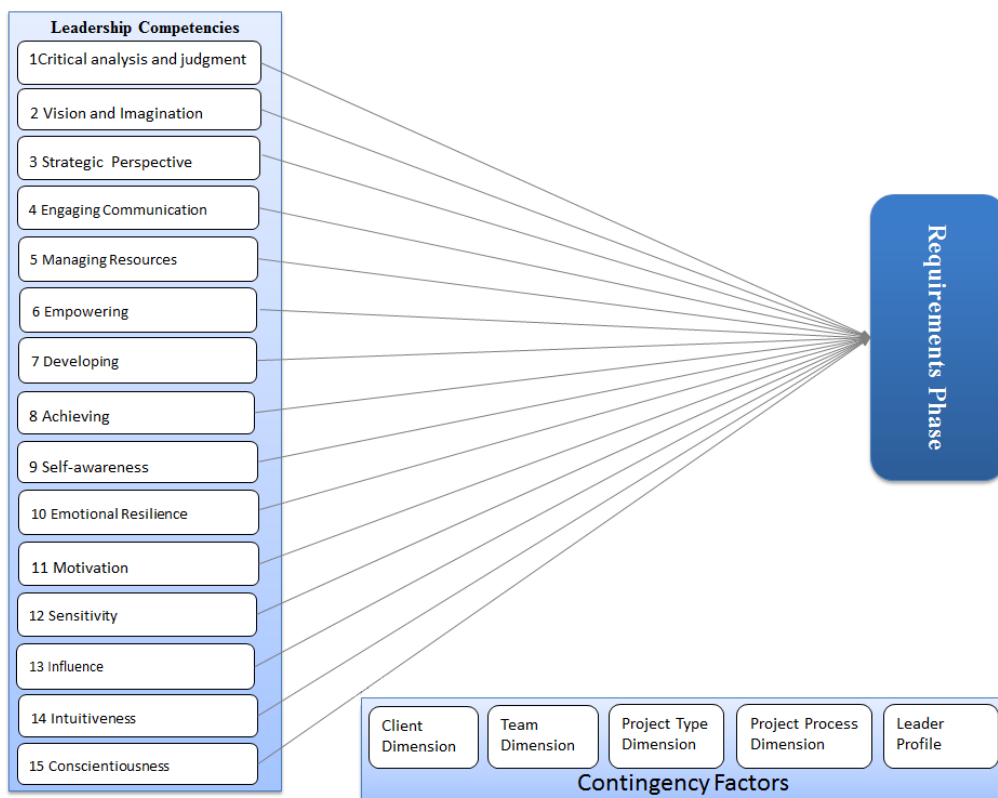 Leadership Competencies
1Critical analysis and judgment
2 Vision and Imagination
3 Strategic Perspective
4 Engaging Communication
5 Managing Resources
6 Empowering
7 Developing
8 Achieving
9 Self-awareness
10 Emotional Resilience
11 Motivation
12 Sensitivity
13 Influence
14 Intuitiveness
15 Conscientiousness
Requirements Phase
Client
Dimension
Team
Dimension
Project Type
Dimension
Project Process
Dimension
Leader
Profile
Contingency Factors